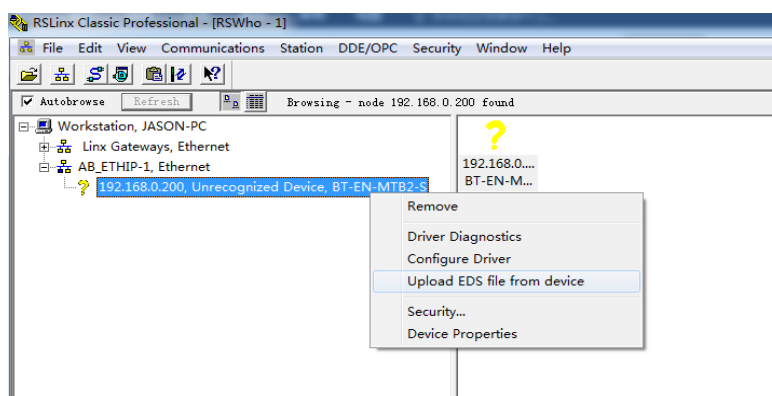 RSLinx Classic Professional - [RSWho - 1]
File Edit View Communications Station DDE/OPC Security Window Help
Autobrowse Refresh Browsing - node 192.168.0.200 found
Workstation, JASON-PC
Linx Gateways, Ethernet
AB_ETHIP-1, Ethernet
192.168.0.200, Unrecognized Device, BT-EN-MTB2-S
192.168.0....
BT-EN-M...
Remove
Driver Diagnostics
Configure Driver
Upload EDS file from device
Security...
Device Properties